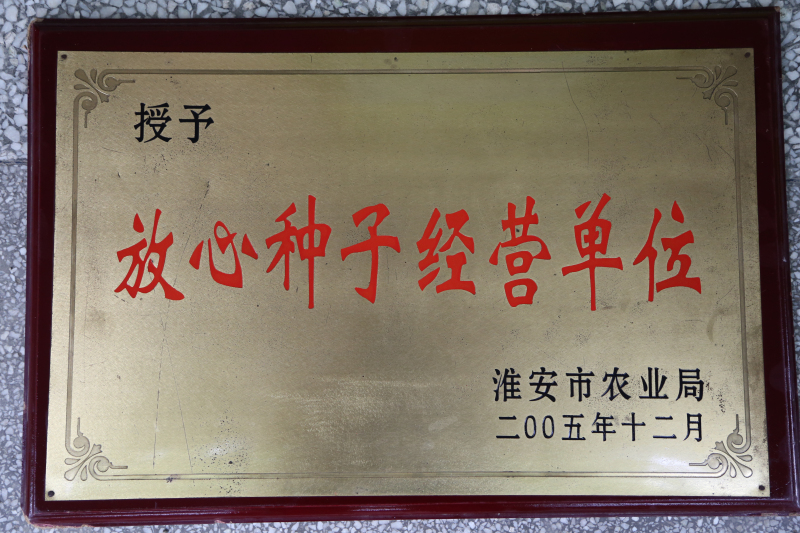 授予
放心种子经营单位
淮安市农业局
二00五年十二月